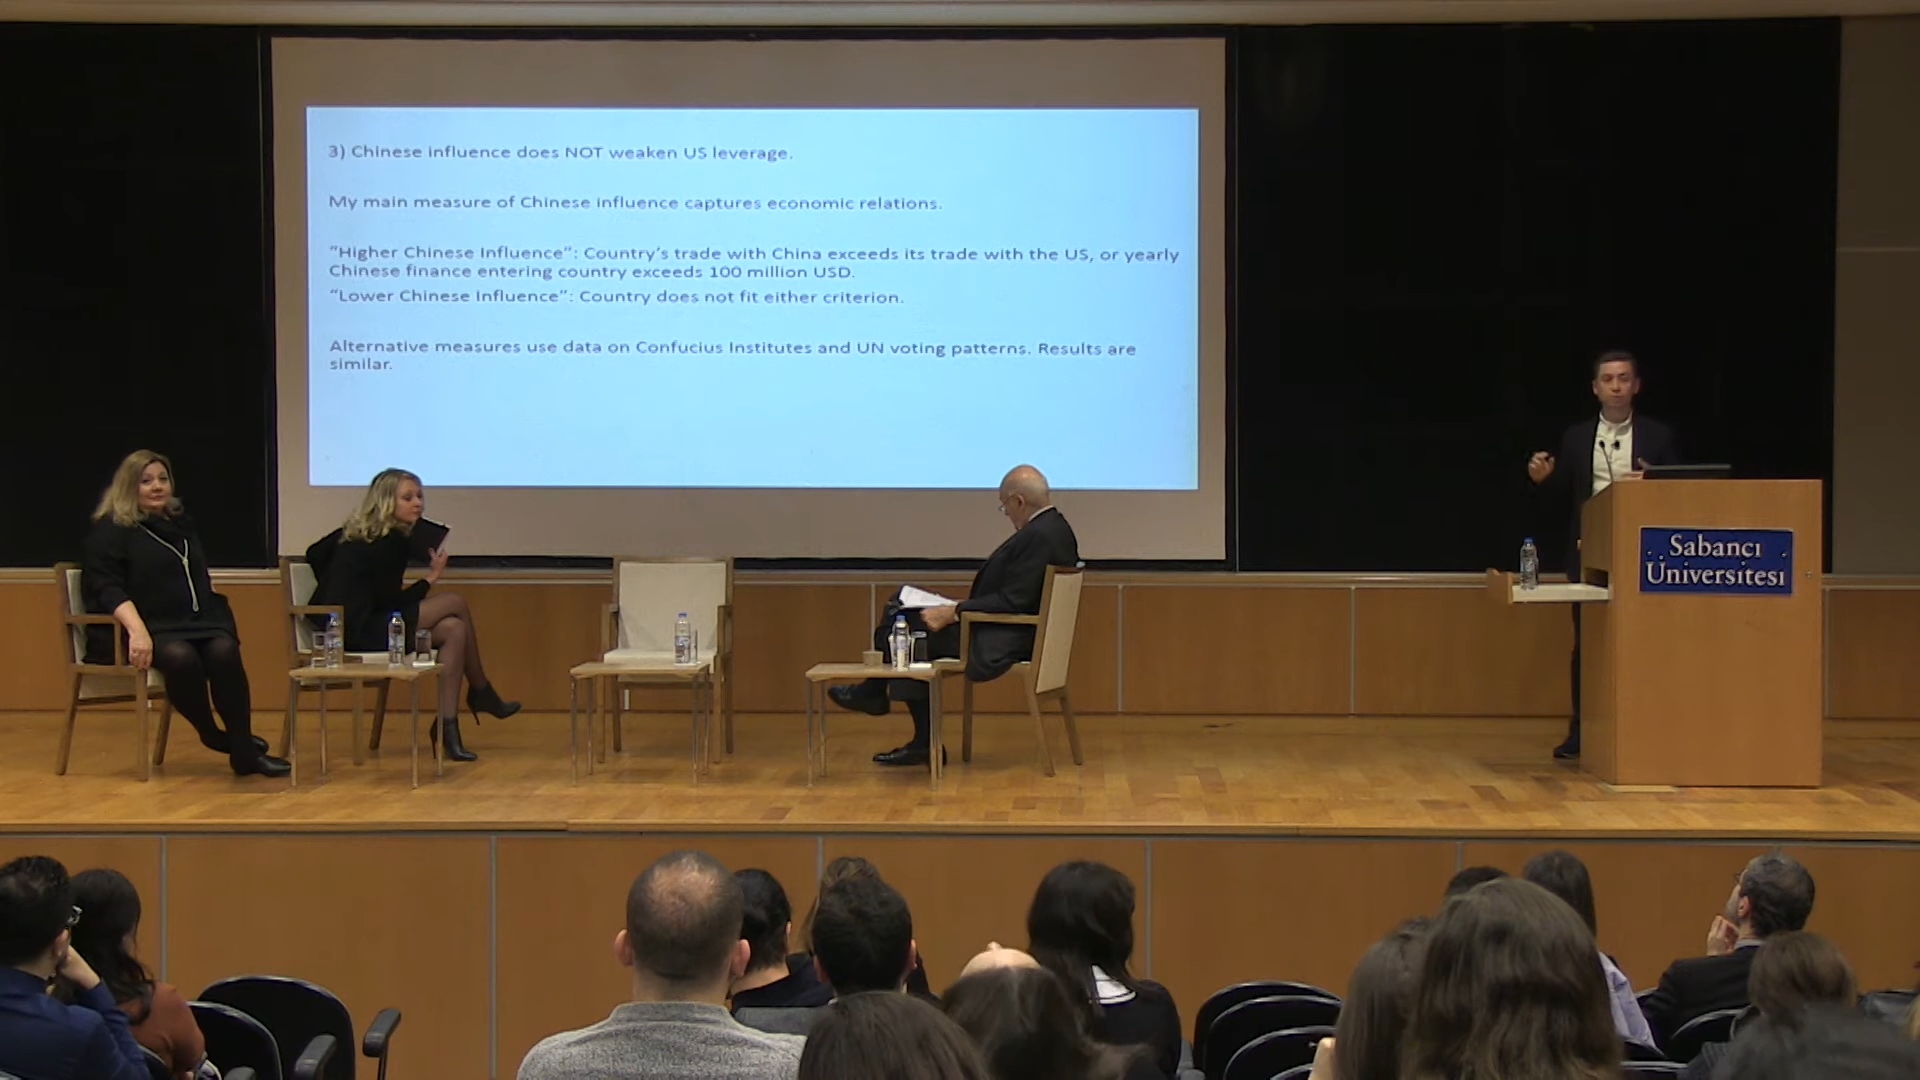 3) Chinese influence does NOT weaken US leverage.
My main measure of Chinese influence captures economic relations.
“Higher Chinese Influence”: Country’s trade with China exceeds its trade with the US, or yearly
Chinese finance entering country exceeds 100 million USD.
“Lower Chinese Influence”: Country does not fit either criterion.
Alternative measures use data on Confucius Institutes and UN voting patterns. Results are
similar.
Sabancı
Üniversitesi